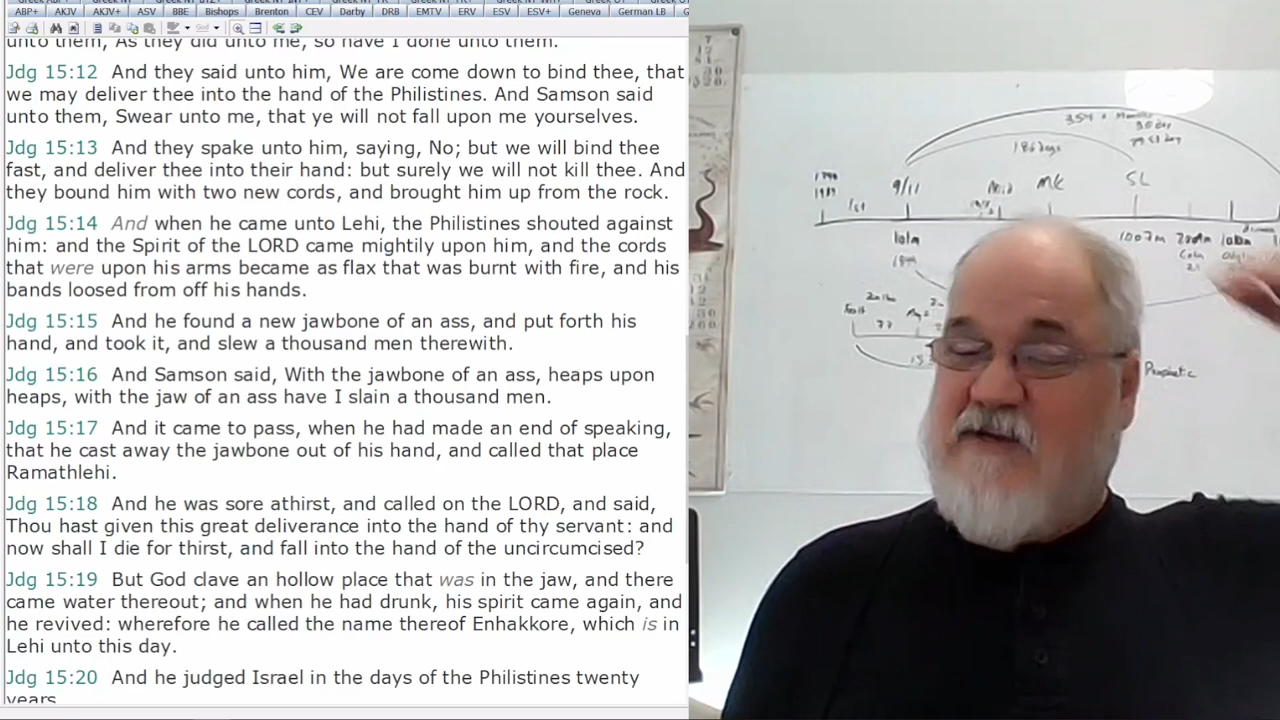 ABP+ AKJV AKJV+ ASV BBE Bishops Brenton CEV Darby DRB EMTV ERV ESV ESV+ Geneva German LB
unto them, As they did unto me, so have I done unto them.
Jdg 15:12 And they said unto him, We are come down to bind thee, that
we may deliver thee into the hand of the Philistines. And Samson said
unto them, Swear unto me, that ye will not fall upon me yourselves.
Jdg 15:13 And they spake unto him, saying, No; but we will bind thee
fast, and deliver thee into their hand: but surely we will not kill thee. And
they bound him with two new cords, and brought him up from the rock.
Jdg 15:14 And when he came unto Lehi, the Philistines shouted against
him: and the Spirit of the LORD came mightily upon him, and the cords
that were upon his arms became as flax that was burnt with fire, and his
bands loosed from off his hands.
Jdg 15:15 And he found a new jawbone of an ass, and put forth his
hand, and took it, and slew a thousand men therewith.
Jdg 15:16 And Samson said, With the jawbone of an ass, heaps upon
heaps, with the jaw of an ass have I slain a thousand men.
Jdg 15:17 And it came to pass, when he had made an end of speaking,
that he cast away the jawbone out of his hand, and called that place
Ramathlehi.
Jdg 15:18 And he was sore athirst, and called on the LORD, and said,
Thou hast given this great deliverance into the hand of thy servant: and
now shall I die for thirst, and fall into the hand of the uncircumcised?
Jdg 15:19 But God clave an hollow place that was in the jaw, and there
came water thereout; and when he had drunk, his spirit came again, and
he revived: wherefore he called the name thereof Enhakkore, which is in
Lehi unto this day.
Jdg 15:20 And he judged Israel in the days of the Philistines twenty
years.
186 days
9/11 Mid MK SL
1st
Prophetic